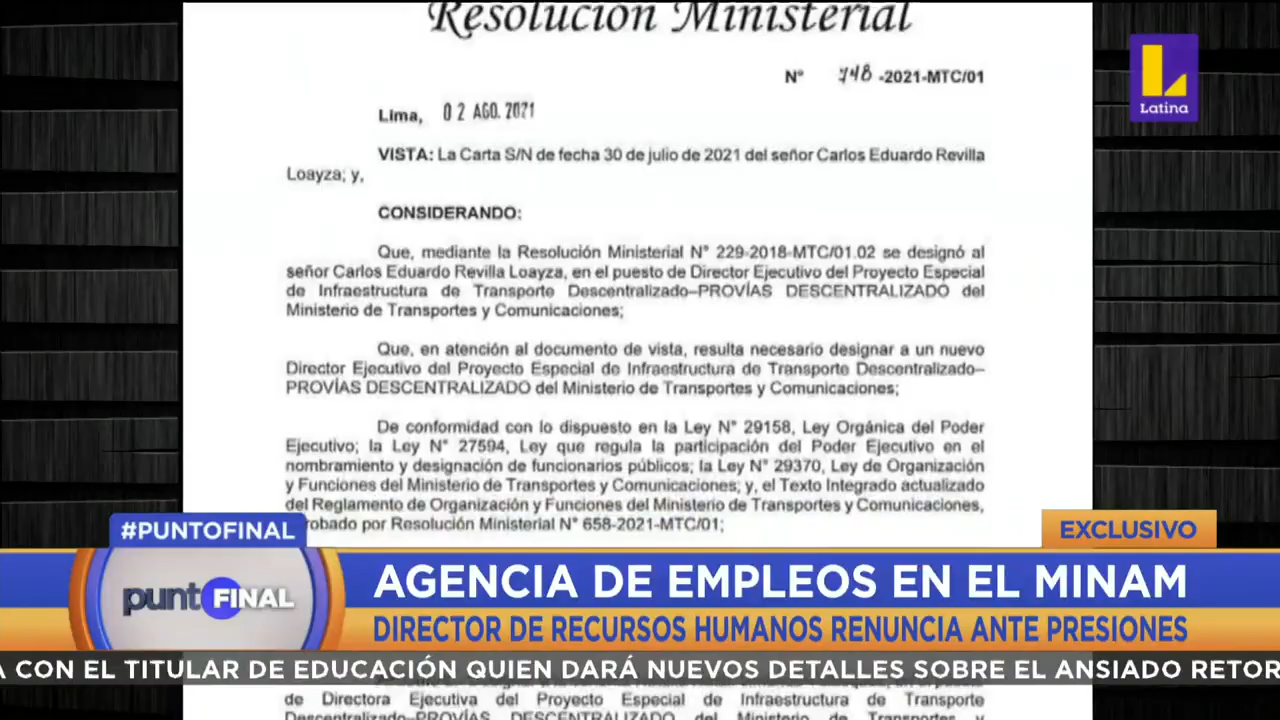 Resolución Ministerial
N° 748 -2021-MTC/01
Latina
Lima, 02 AGO. 2021
VISTA: La Carta S/N de fecha 30 de julio de 2021 del señor Carlos Eduardo Revilla
Loayza; y,
CONSIDERANDO:
Que, mediante la Resolución Ministerial N° 229-2018-MTC/01.02 se designó al
señor Carlos Eduardo Revilla Loayza, en el puesto de Director Ejecutivo del Proyecto Especial
de Infraestructura de Transporte Descentralizado–PROVÍAS DESCENTRALIZADO del
Ministerio de Transportes y Comunicaciones;
Que, en atención al documento de vista, resulta necesario designar a un nuevo
Director Ejecutivo del Proyecto Especial de Infraestructura de Transporte Descentralizado–
PROVÍAS DESCENTRALIZADO del Ministerio de Transportes y Comunicaciones;
De conformidad con lo dispuesto en la Ley N° 29158, Ley Orgánica del Poder
Ejecutivo; la Ley N° 27594, Ley que regula la participación del Poder Ejecutivo en el
nombramiento y designación de funcionarios públicos; la Ley N° 29370, Ley de Organización
y Funciones del Ministerio de Transportes y Comunicaciones; y, el Texto Integrado actualizado
del Reglamento de Organización y Funciones del Ministerio de Transportes y Comunicaciones,
robado por Resolución Ministerial N° 658-2021-MTC/01;
#PUNTOFINAL
EXCLUSIVO
punto FINAL
AGENCIA DE EMPLEOS EN EL MINAM
DIRECTOR DE RECURSOS HUMANOS RENUNCIA ANTE PRESIONES
A CON EL TITULAR DE EDUCACIÓN QUIEN DARÁ NUEVOS DETALLES SOBRE EL ANSIADO RETOR
de Directora Ejecutiva del Proyecto Especial de Infraestructura de Transporte
Descentralizado–PROVÍAS DESCENTRALIZADO del Ministerio de Transportes y